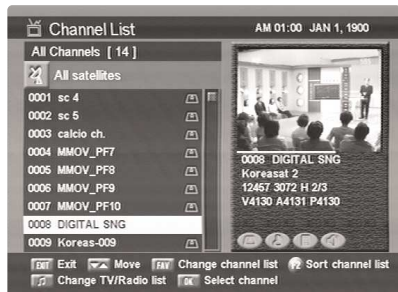 Channel List
AM 01:00 JAN 1, 1900
All Channels [ 14 ]
All satellites
0001 sc 4
0002 sc 5
0003 calcio ch.
0004 MMOV_PF7
0005 MMOV_PF8
0006 MMOV_PF9
0007 MMOV_PF10
0008 DIGITAL SNG
0009 Koreas-009
0008 DIGITAL SNG
Koreasat 2
12457 3072 H 2/3
V4130 A4131 P4130
EXIT Exit Move FAV Change channel list F2 Sort channel list
Change TV/Radio list OK Select channel